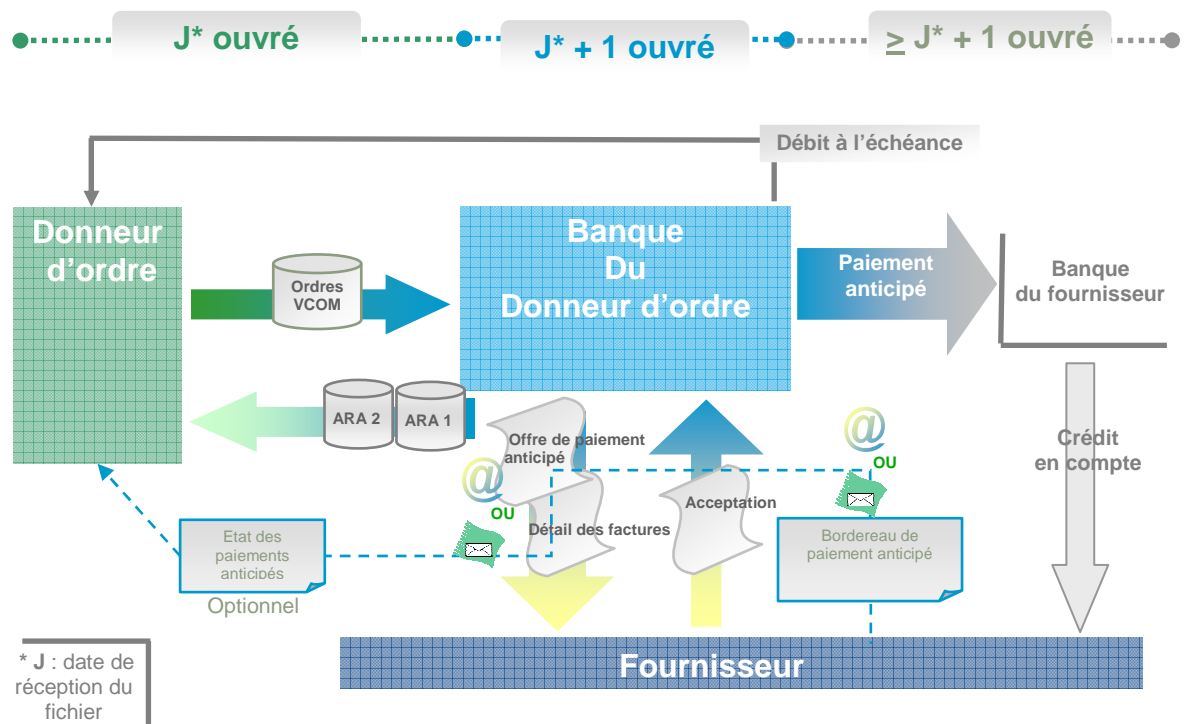 J* ouvré
J* + 1 ouvré
≥ J* + 1 ouvré
Débit à l'échéance
Donneur
d'ordre
Ordres
VCOM
Banque
Du
Donneur d'ordre
Paiement
anticipé
Banque
du fournisseur
ARA 2
ARA 1
Offre de paiement
anticipé
@
OU
Détail des factures
Acceptation
@
OU
Crédit
en compte
Etat des
paiements
anticipés
Optionnel
Bordereau de
paiement anticipé
Fournisseur
* J : date de
réception du
fichier